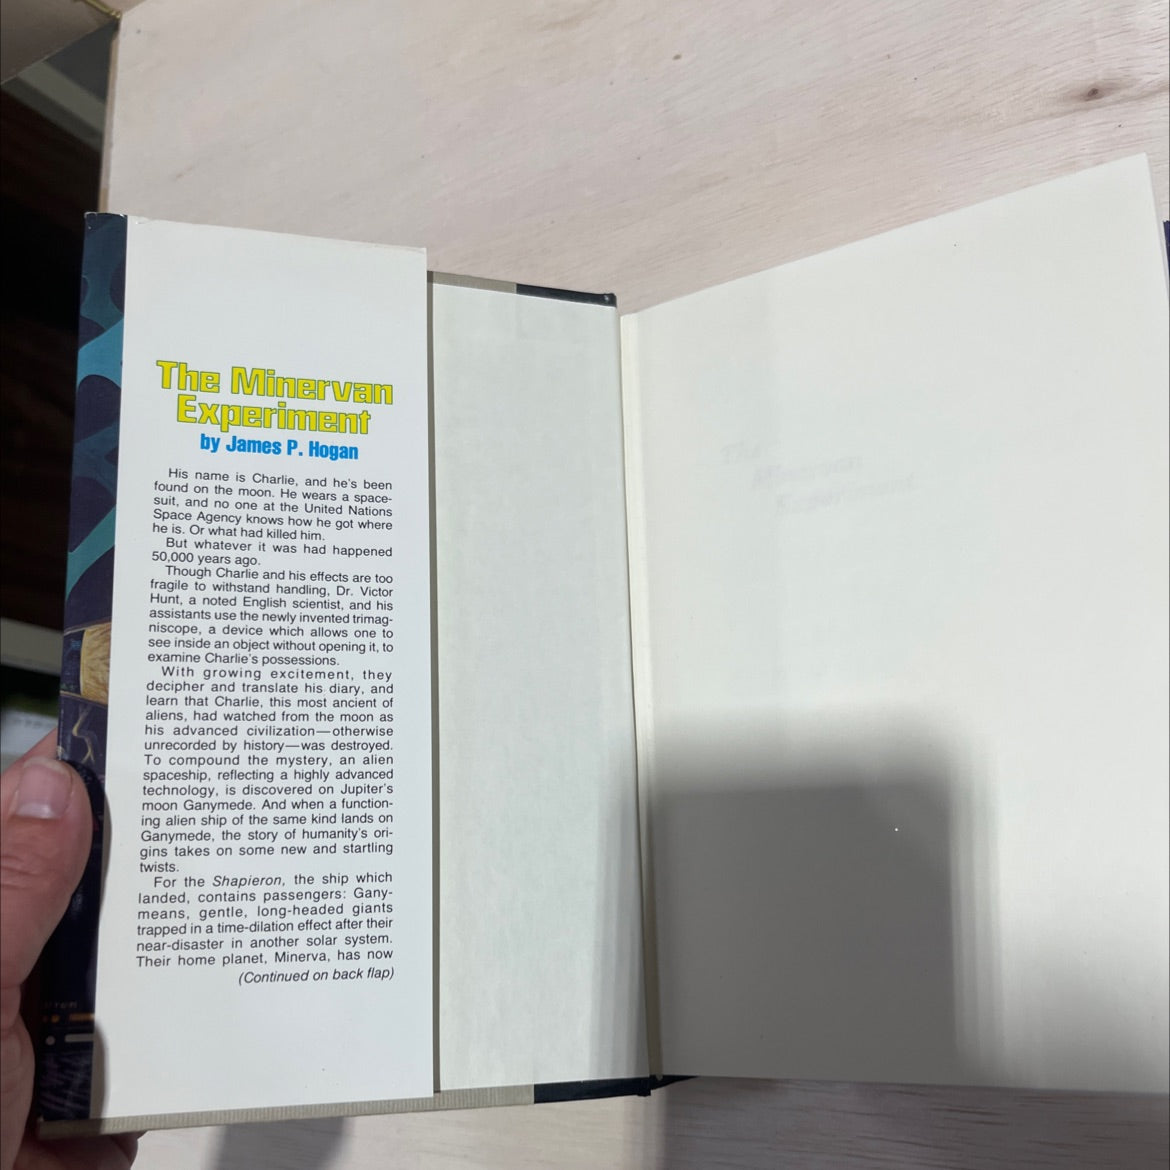 The Minervan
Experiment
by James P. Hogan
His name is Charlie, and he's been
found on the moon. He wears a space-
suit, and no one at the United Nations
Space Agency knows how he got where
he is. Or what had killed him.
But whatever it was had happened
50,000 years ago.
Though Charlie and his effects are too
fragile to withstand handling, Dr. Victor
Hunt, a noted English scientist, and his
assistants use the newly invented trimag-
niscope, a device which allows one to
see inside an object without opening it, to
examine Charlie's possessions.
With growing excitement, they
decipher and translate his diary, and
learn that Charlie, this most ancient of
aliens, had watched from the moon as
his advanced civilization—otherwise
unrecorded by history—was destroyed.
To compound the mystery, an alien
spaceship, reflecting a highly advanced
technology, is discovered on Jupiter's
moon Ganymede. And when a function-
ing alien ship of the same kind lands on
Ganymede, the story of humanity's ori-
gins takes on some new and startling
twists.
For the Shapieron, the ship which
landed, contains passengers: Gany-
means, gentle, long-headed giants
trapped in a time-dilation effect after their
near-disaster in another solar system.
Their home planet, Minerva, has now
(Continued on back flap)